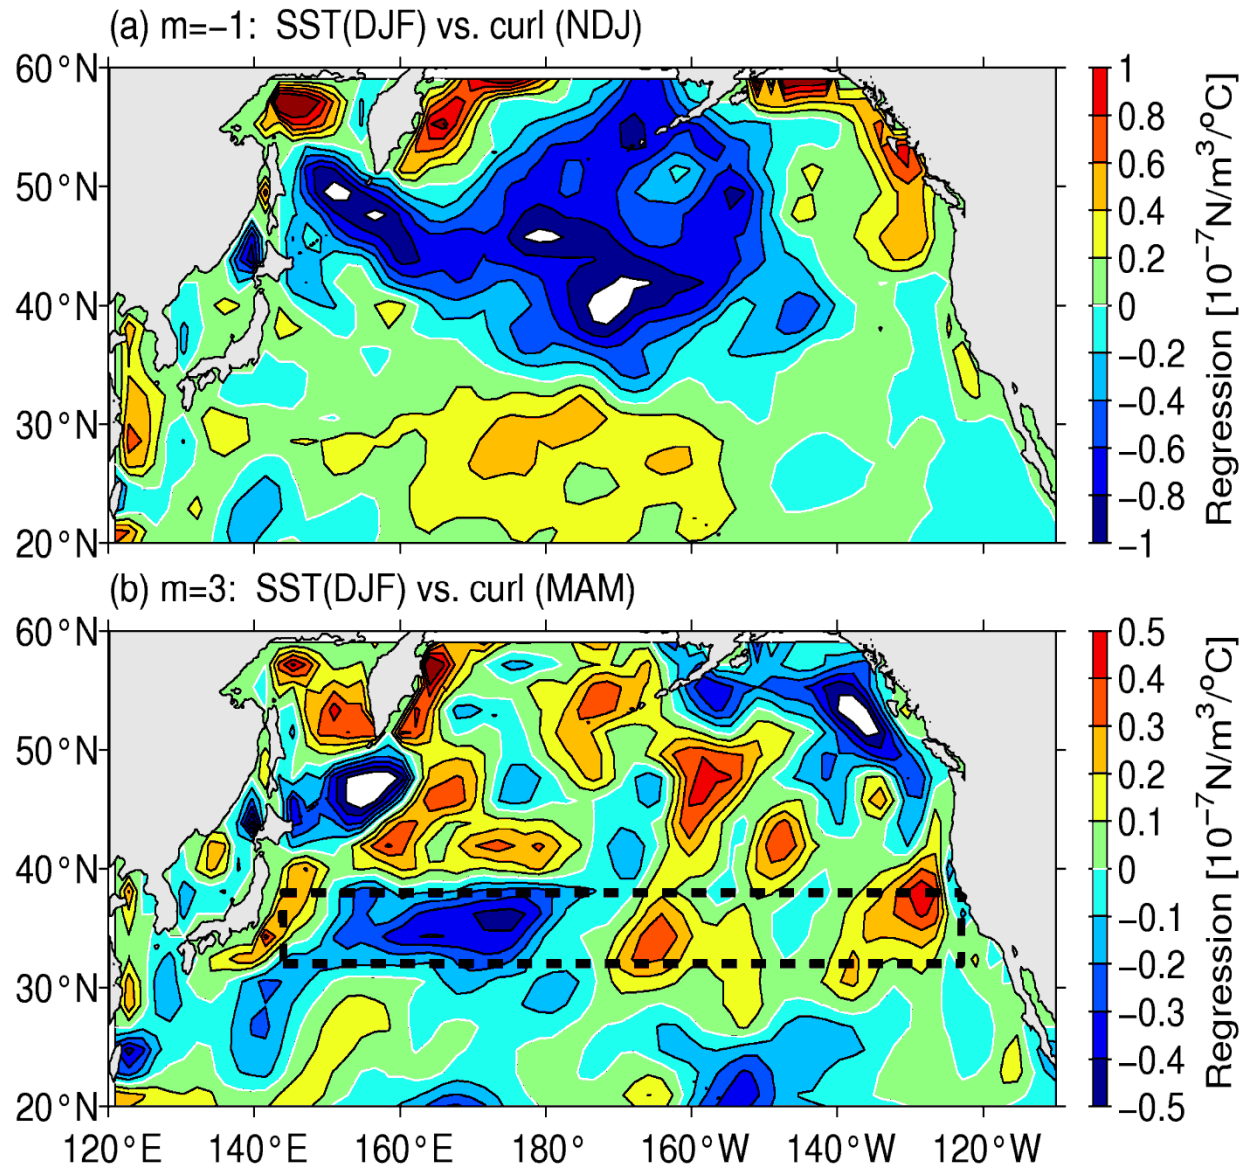 (a) m=−1: SST(DJF) vs. curl (NDJ)
60°N
50°N
40°N
30°N
20°N
1
0.8
0.6
0.4
0.2
0
−0.2
−0.4
−0.6
−0.8
−1
Regression [10⁻⁷N/m³/°C]
(b) m=3: SST(DJF) vs. curl (MAM)
60°N
50°N
40°N
30°N
20°N
120°E 140°E 160°E 180° 160°W 140°W 120°W
0.5
0.4
0.3
0.2
0.1
0
−0.1
−0.2
−0.3
−0.4
−0.5
Regression [10⁻⁷N/m³/°C]